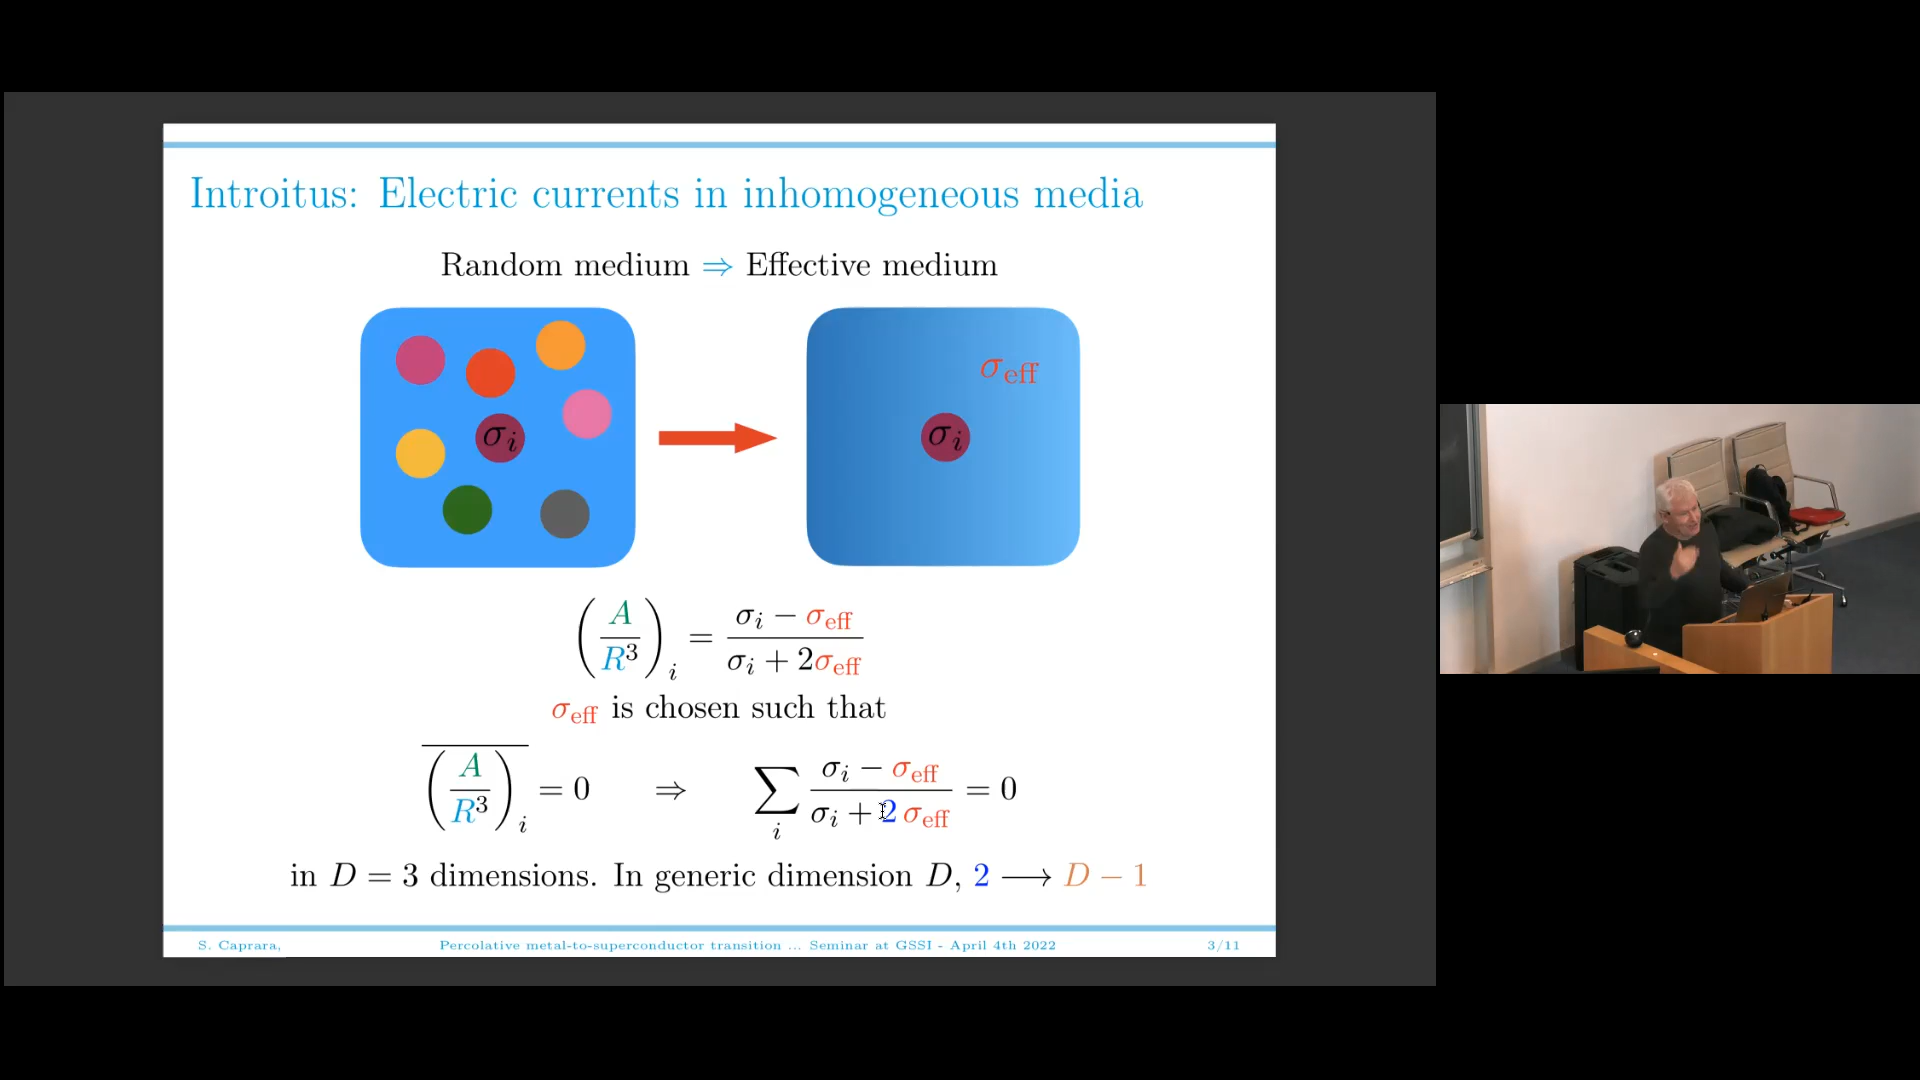 Introitus: Electric currents in inhomogeneous media
Random medium ⇒ Effective medium
σ_eff
σ_i
σ_i
(A/R³)_i = (σ_i − σ_eff)/(σ_i + 2σ_eff)
σ_eff is chosen such that
\overline{(A/R³)_i} = 0 ⇒ ∑_i (σ_i − σ_eff)/(σ_i + 2 σ_eff) = 0
in D = 3 dimensions. In generic dimension D, 2 ⟶ D − 1
S. Caprara, Percolative metal-to-superconductor transition ... Seminar at GSSI - April 4th 2022 3/11